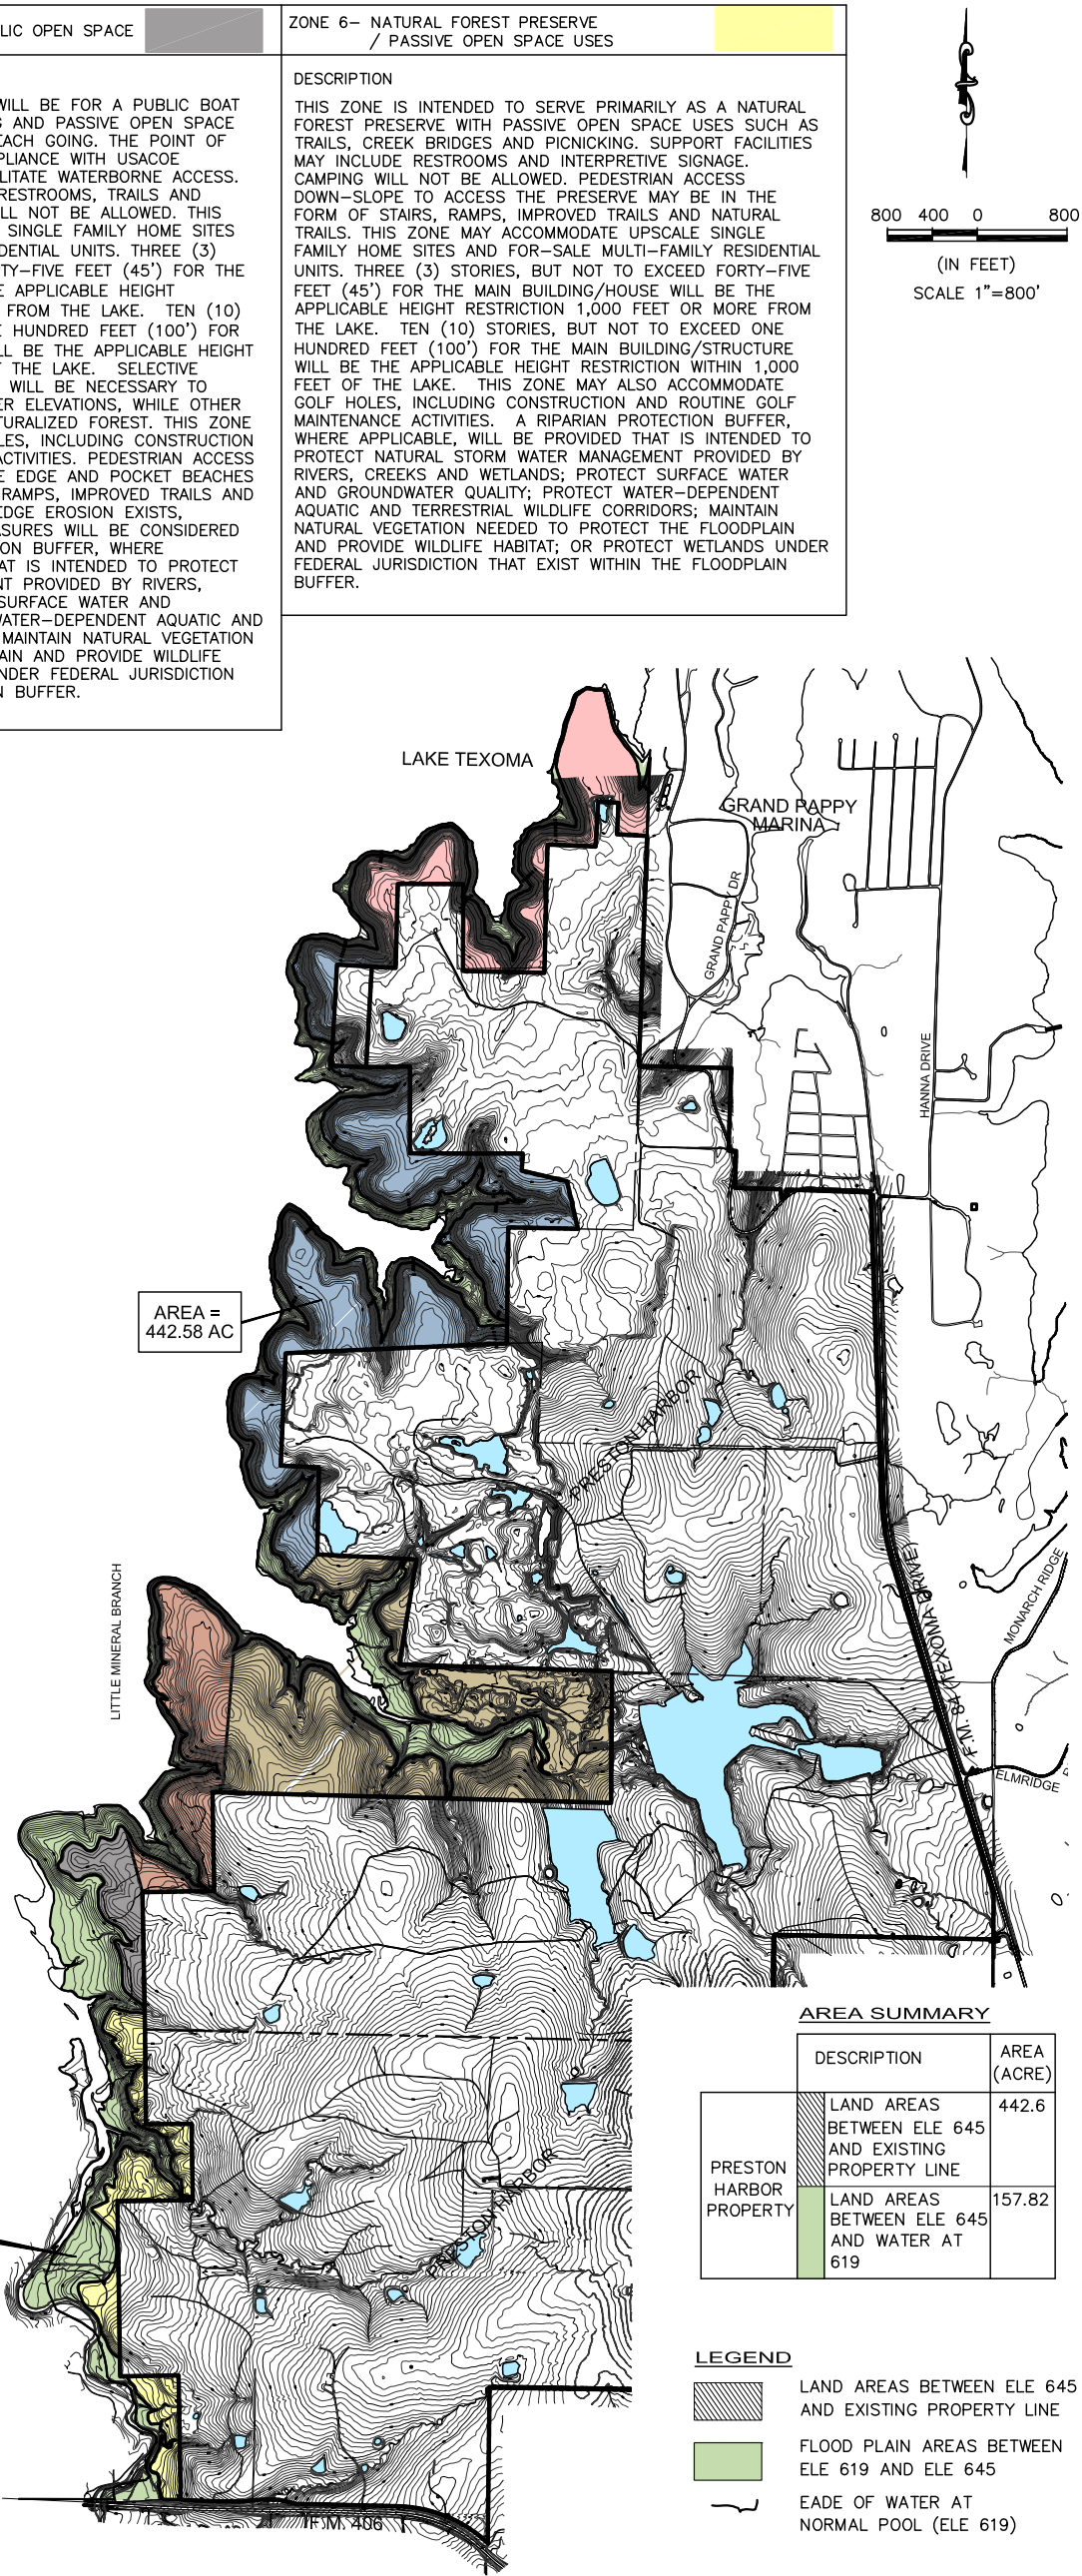 LIC OPEN SPACE
WILL BE FOR A PUBLIC BOAT
G AND PASSIVE OPEN SPACE
EACH GOING. THE POINT OF
PLIANCE WITH USACOE
LITATE WATERBORNE ACCESS.
RESTROOMS, TRAILS AND
LL NOT BE ALLOWED. THIS
SINGLE FAMILY HOME SITES
DENTIAL UNITS. THREE (3)
TY-FIVE FEET (45') FOR THE
E APPLICABLE HEIGHT
FROM THE LAKE. TEN (10)
E HUNDRED FEET (100') FOR
LL BE THE APPLICABLE HEIGHT
F THE LAKE. SELECTIVE
WILL BE NECESSARY TO
ER ELEVATIONS, WHILE OTHER
TURALIZED FOREST. THIS ZONE
LES, INCLUDING CONSTRUCTION
ACTIVITIES. PEDESTRIAN ACCESS
E EDGE AND POCKET BEACHES
RAMPS, IMPROVED TRAILS AND
EDGE EROSION EXISTS,
ASURES WILL BE CONSIDERED
ON BUFFER, WHERE
AT IS INTENDED TO PROTECT
NT PROVIDED BY RIVERS,
SURFACE WATER AND
WATER-DEPENDENT AQUATIC AND
MAINTAIN NATURAL VEGETATION
AIN AND PROVIDE WILDLIFE
NDER FEDERAL JURISDICTION
N BUFFER.
ZONE 6- NATURAL FOREST PRESERVE
/ PASSIVE OPEN SPACE USES
DESCRIPTION
THIS ZONE IS INTENDED TO SERVE PRIMARILY AS A NATURAL
FOREST PRESERVE WITH PASSIVE OPEN SPACE USES SUCH AS
TRAILS, CREEK BRIDGES AND PICNICKING. SUPPORT FACILITIES
MAY INCLUDE RESTROOMS AND INTERPRETIVE SIGNAGE.
CAMPING WILL NOT BE ALLOWED. PEDESTRIAN ACCESS
DOWN-SLOPE TO ACCESS THE PRESERVE MAY BE IN THE
FORM OF STAIRS, RAMPS, IMPROVED TRAILS AND NATURAL
TRAILS. THIS ZONE MAY ACCOMMODATE UPSCALE SINGLE
FAMILY HOME SITES AND FOR-SALE MULTI-FAMILY RESIDENTIAL
UNITS. THREE (3) STORIES, BUT NOT TO EXCEED FORTY-FIVE
FEET (45') FOR THE MAIN BUILDING/HOUSE WILL BE THE
APPLICABLE HEIGHT RESTRICTION 1,000 FEET OR MORE FROM
THE LAKE. TEN (10) STORIES, BUT NOT TO EXCEED ONE
HUNDRED FEET (100') FOR THE MAIN BUILDING/STRUCTURE
WILL BE THE APPLICABLE HEIGHT RESTRICTION WITHIN 1,000
FEET OF THE LAKE. THIS ZONE MAY ALSO ACCOMMODATE
GOLF HOLES, INCLUDING CONSTRUCTION AND ROUTINE GOLF
MAINTENANCE ACTIVITIES. A RIPARIAN PROTECTION BUFFER,
WHERE APPLICABLE, WILL BE PROVIDED THAT IS INTENDED TO
PROTECT NATURAL STORM WATER MANAGEMENT PROVIDED BY
RIVERS, CREEKS AND WETLANDS; PROTECT SURFACE WATER
AND GROUNDWATER QUALITY; PROTECT WATER-DEPENDENT
AQUATIC AND TERRESTRIAL WILDLIFE CORRIDORS; MAINTAIN
NATURAL VEGETATION NEEDED TO PROTECT THE FLOODPLAIN
AND PROVIDE WILDLIFE HABITAT; OR PROTECT WETLANDS UNDER
FEDERAL JURISDICTION THAT EXIST WITHIN THE FLOODPLAIN
BUFFER.
800 400 0 800
(IN FEET)
SCALE 1"=800'
LAKE TEXOMA
GRAND PAPPY
MARINA
GRAND PAPPY DR
HANNA DRIVE
AREA =
442.58 AC
PRESTON HARBOR
LITTLE MINERAL BRANCH
F.M. 84 (TEXOMA DRIVE)
MONARCH RIDGE
ELMRIDGE
PRESTON HARBOR
F.M. 406
AREA SUMMARY
DESCRIPTION
AREA
(ACRE)
PRESTON
HARBOR
PROPERTY
LAND AREAS
BETWEEN ELE 645
AND EXISTING
PROPERTY LINE
442.6
LAND AREAS
BETWEEN ELE 645
AND WATER AT
619
157.82
LEGEND
LAND AREAS BETWEEN ELE 645
AND EXISTING PROPERTY LINE
FLOOD PLAIN AREAS BETWEEN
ELE 619 AND ELE 645
EADE OF WATER AT
NORMAL POOL (ELE 619)